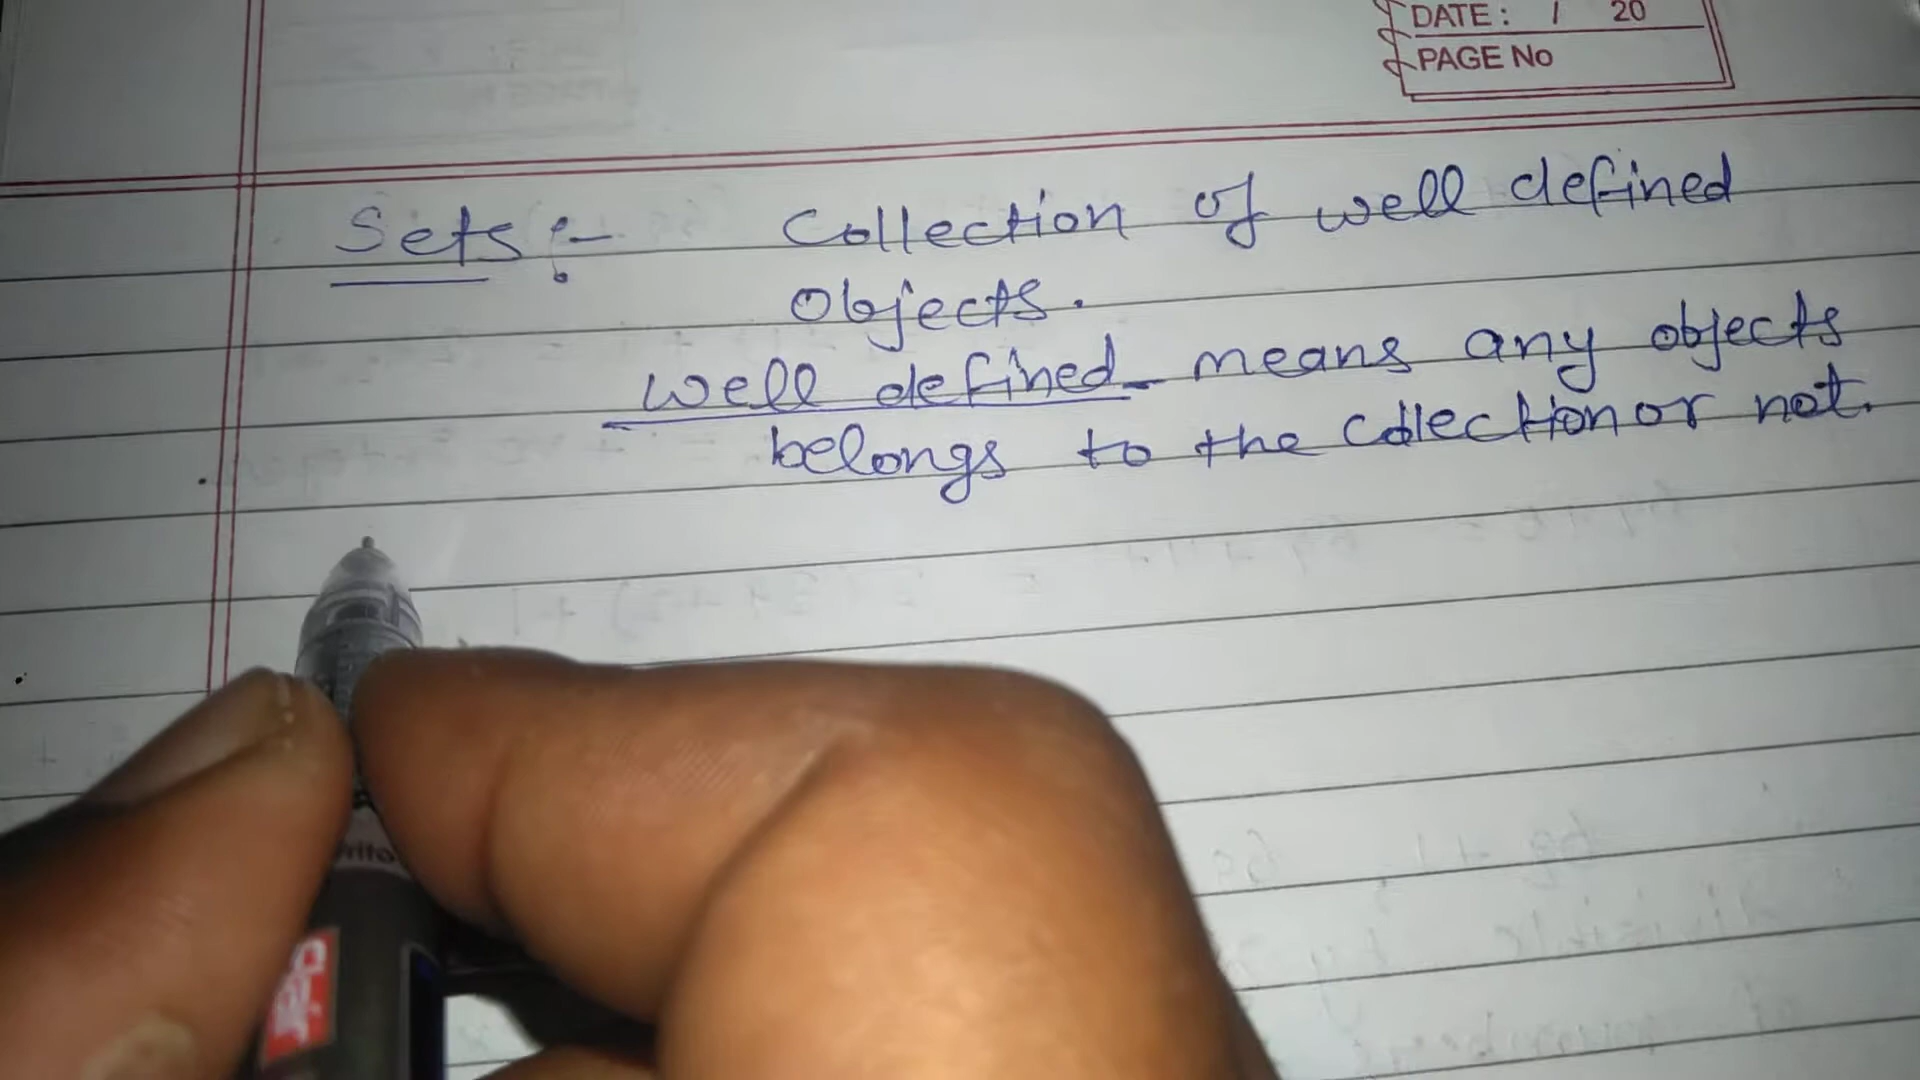 DATE: / 20
PAGE No
Sets :- Collection of well defined
Objects.
well defined means any objects
belongs to the collection or not.